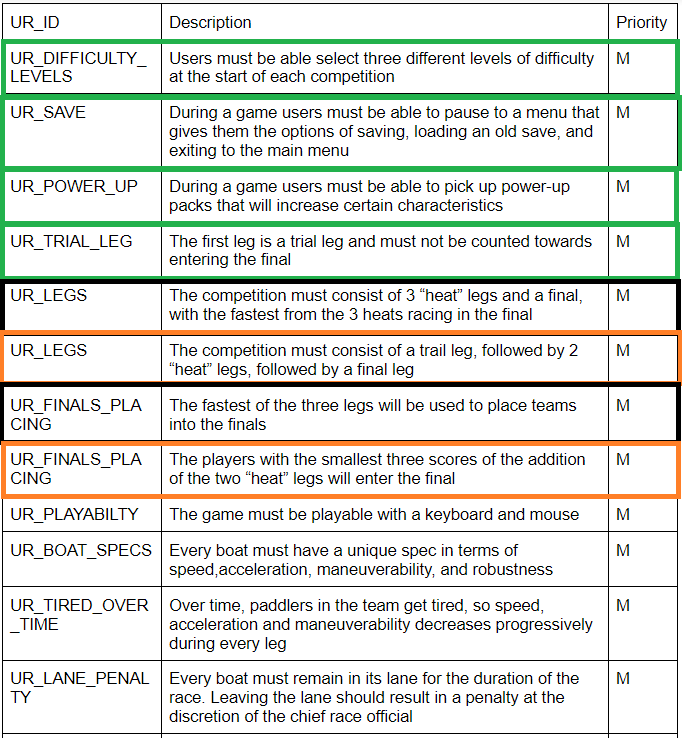 UR_ID Description Priority
UR_DIFFICULTY_ Users must be able select three different levels of difficulty M
LEVELS at the start of each competition
UR_SAVE During a game users must be able to pause to a menu that M
gives them the options of saving, loading an old save, and
exiting to the main menu
UR_POWER_UP During a game users must be able to pick up power-up M
packs that will increase certain characteristics
UR_TRIAL_LEG The first leg is a trial leg and must not be counted towards M
entering the final
UR_LEGS The competition must consist of 3 “heat” legs and a final, M
with the fastest from the 3 heats racing in the final
UR_LEGS The competition must consist of a trail leg, followed by 2 M
“heat” legs, followed by a final leg
UR_FINALS_PLA The fastest of the three legs will be used to place teams M
CING into the finals
UR_FINALS_PLA The players with the smallest three scores of the addition M
CING of the two “heat” legs will enter the final
UR_PLAYABILTY The game must be playable with a keyboard and mouse M
UR_BOAT_SPECS Every boat must have a unique spec in terms of M
speed,acceleration, maneuverability, and robustness
UR_TIRED_OVER Over time, paddlers in the team get tired, so speed, M
_TIME acceleration and maneuverability decreases progressively
during every leg
UR_LANE_PENAL Every boat must remain in its lane for the duration of the M
TY race. Leaving the lane should result in a penalty at the
discretion of the chief race official